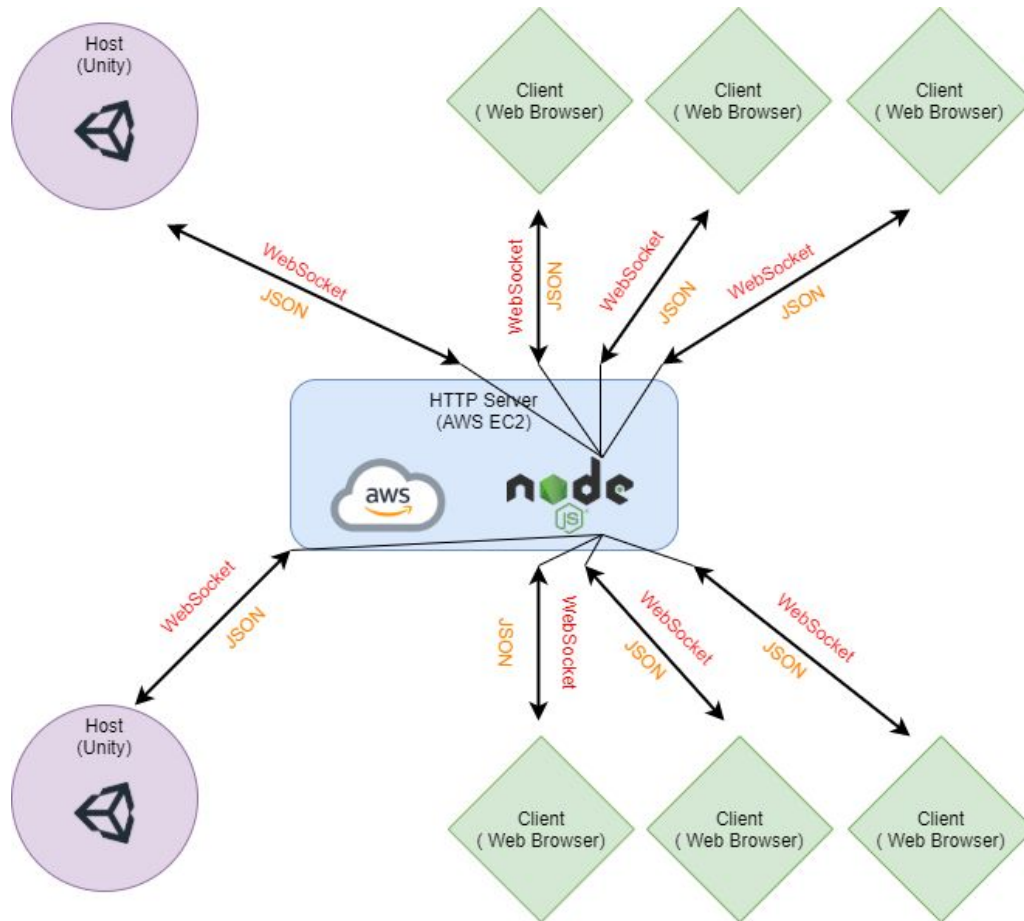 Host
(Unity)
Client
( Web Browser)
Client
( Web Browser)
Client
( Web Browser)
WebSocket
JSON
WebSocket
JSON
WebSocket
JSON
WebSocket
JSON
HTTP Server
(AWS EC2)
aws
node
JS
WebSocket
JSON
JSON
WebSocket
WebSocket
JSON
WebSocket
JSON
Host
(Unity)
Client
( Web Browser)
Client
( Web Browser)
Client
( Web Browser)